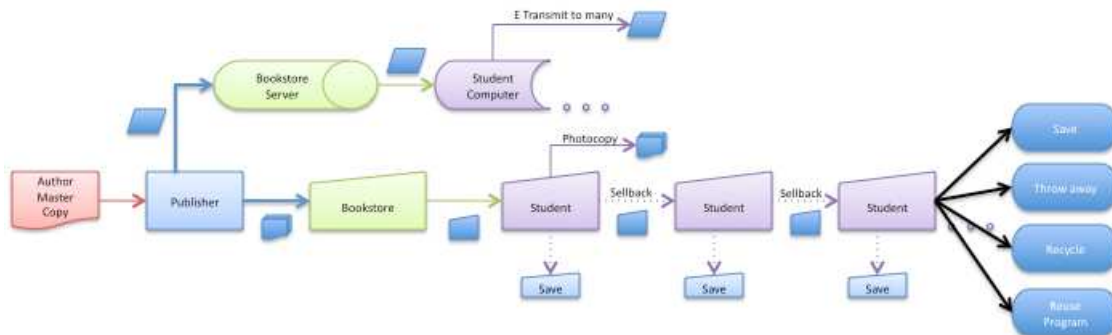 E Transmit to many
Bookstore
Server
Student
Computer
Photocopy
Save
Author
Master
Copy
Publisher
Bookstore
Student
Sellback
Student
Sellback
Student
Throw away
Recycle
Save
Save
Save
Reuse
Program